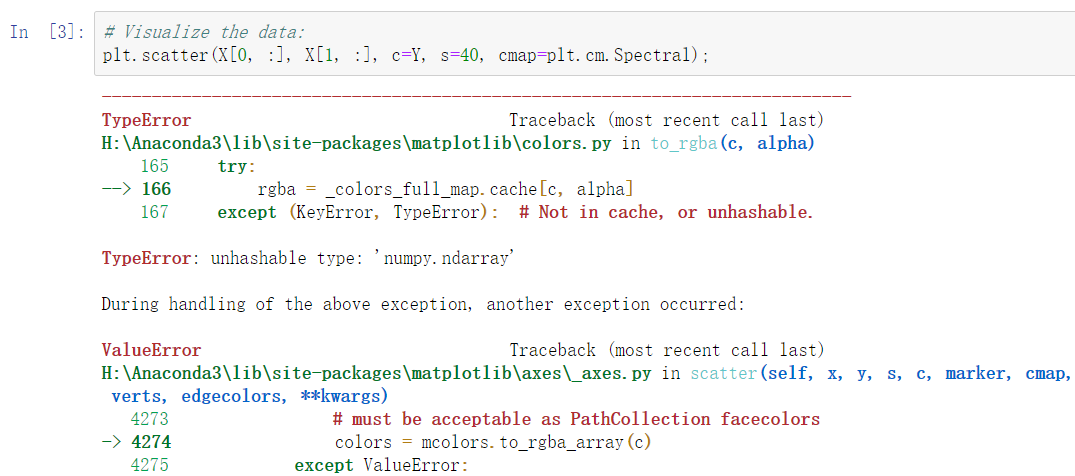 In [3]: # Visualize the data:
plt.scatter(X[0, :], X[1, :], c=Y, s=40, cmap=plt.cm.Spectral);
---------------------------------------------------------------------------
TypeError                                 Traceback (most recent call last)
H:\Anaconda3\lib\site-packages\matplotlib\colors.py in to_rgba(c, alpha)
    165     try:
--> 166         rgba = _colors_full_map.cache[c, alpha]
    167     except (KeyError, TypeError):  # Not in cache, or unhashable.
TypeError: unhashable type: 'numpy.ndarray'
During handling of the above exception, another exception occurred:
ValueError                                Traceback (most recent call last)
H:\Anaconda3\lib\site-packages\matplotlib\axes\_axes.py in scatter(self, x, y, s, c, marker, cmap,
 verts, edgecolors, **kwargs)
   4273                 # must be acceptable as PathCollection facecolors
-> 4274                 colors = mcolors.to_rgba_array(c)
   4275             except ValueError: